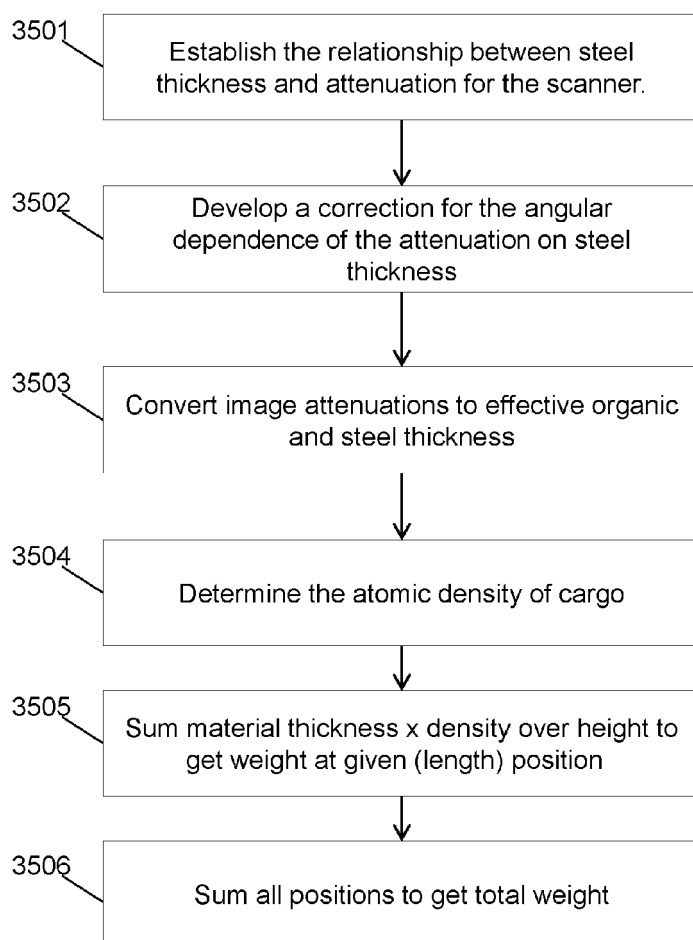 3501
Establish the relationship between steel
thickness and attenuation for the scanner.
3502
Develop a correction for the angular
dependence of the attenuation on steel
thickness
3503
Convert image attenuations to effective organic
and steel thickness
3504
Determine the atomic density of cargo
3505
Sum material thickness x density over height to
get weight at given (length) position
3506
Sum all positions to get total weight